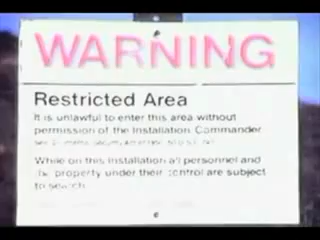 WARNING
Restricted Area
It is unlawful to enter this area without
permission of the Installation Commander
While on this Installation all personnel and
the property under their control are subject
to search